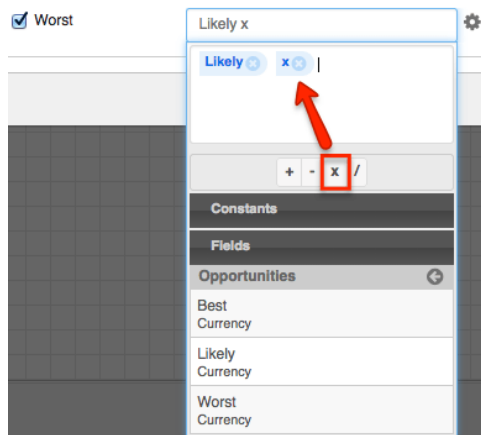 Worst
Likely x
Likely x
+ - x /
Constants
Fields
Opportunities
Best
Currency
Likely
Currency
Worst
Currency